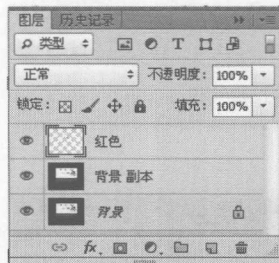 图层 历史记录
类型 T
正常 不透明度: 100%
锁定: 填充: 100%
红色
背景 副本
背景
fx